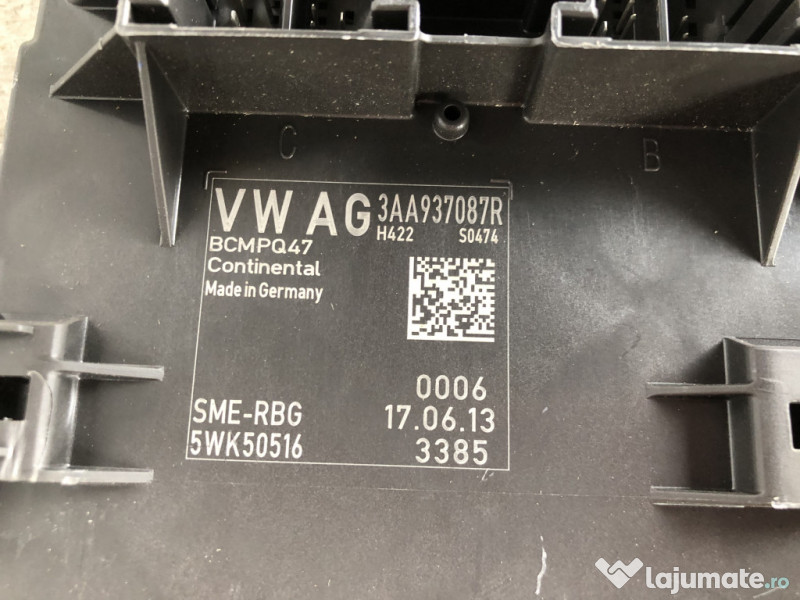 C
B
VW AG 3AA937087R
H422 S0474
BCMPQ47
Continental
Made in Germany
0006
SME-RBG 17.06.13
5WK50516 3385
lajumate.ro